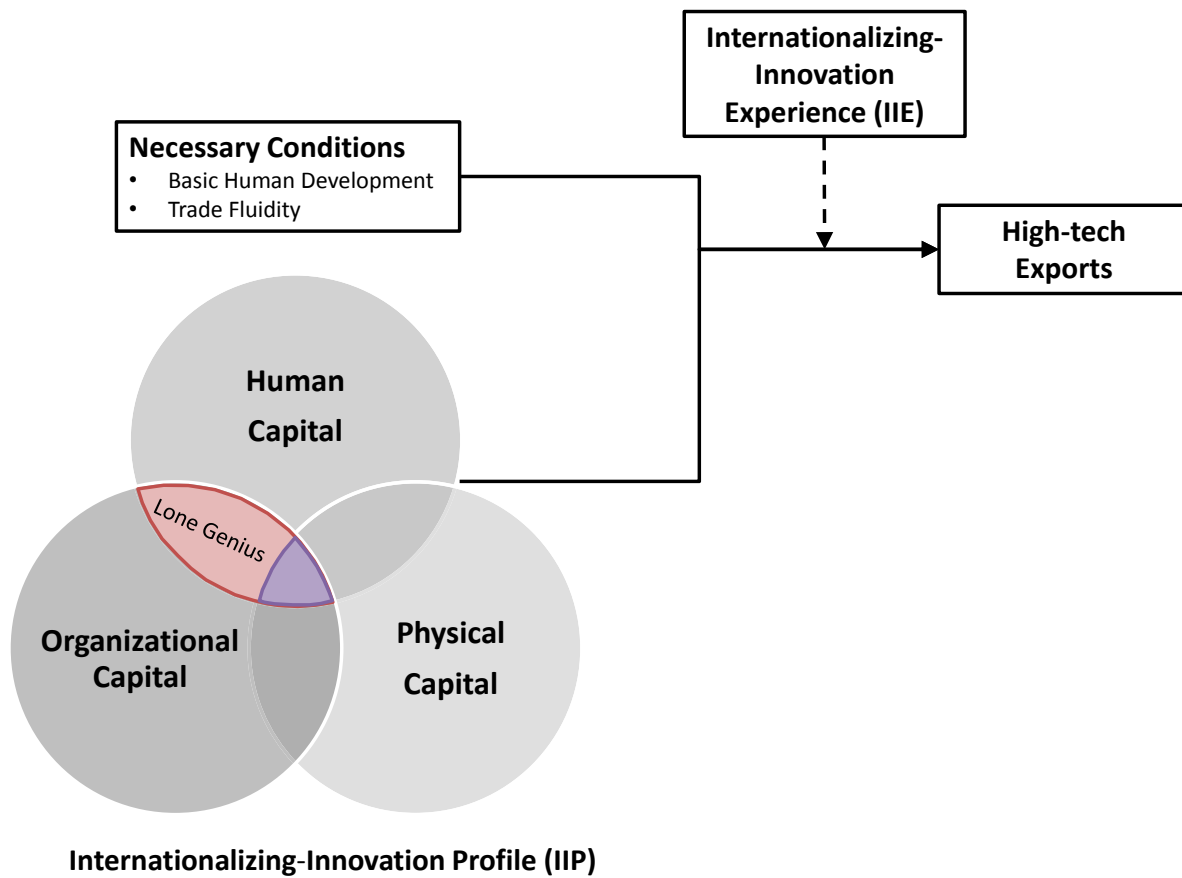 Internationalizing-
Innovation
Experience (IIE)
Necessary Conditions
• Basic Human Development
• Trade Fluidity
High-tech
Exports
Human
Capital
Lone Genius
Organizational
Capital
Physical
Capital
Internationalizing-Innovation Profile (IIP)